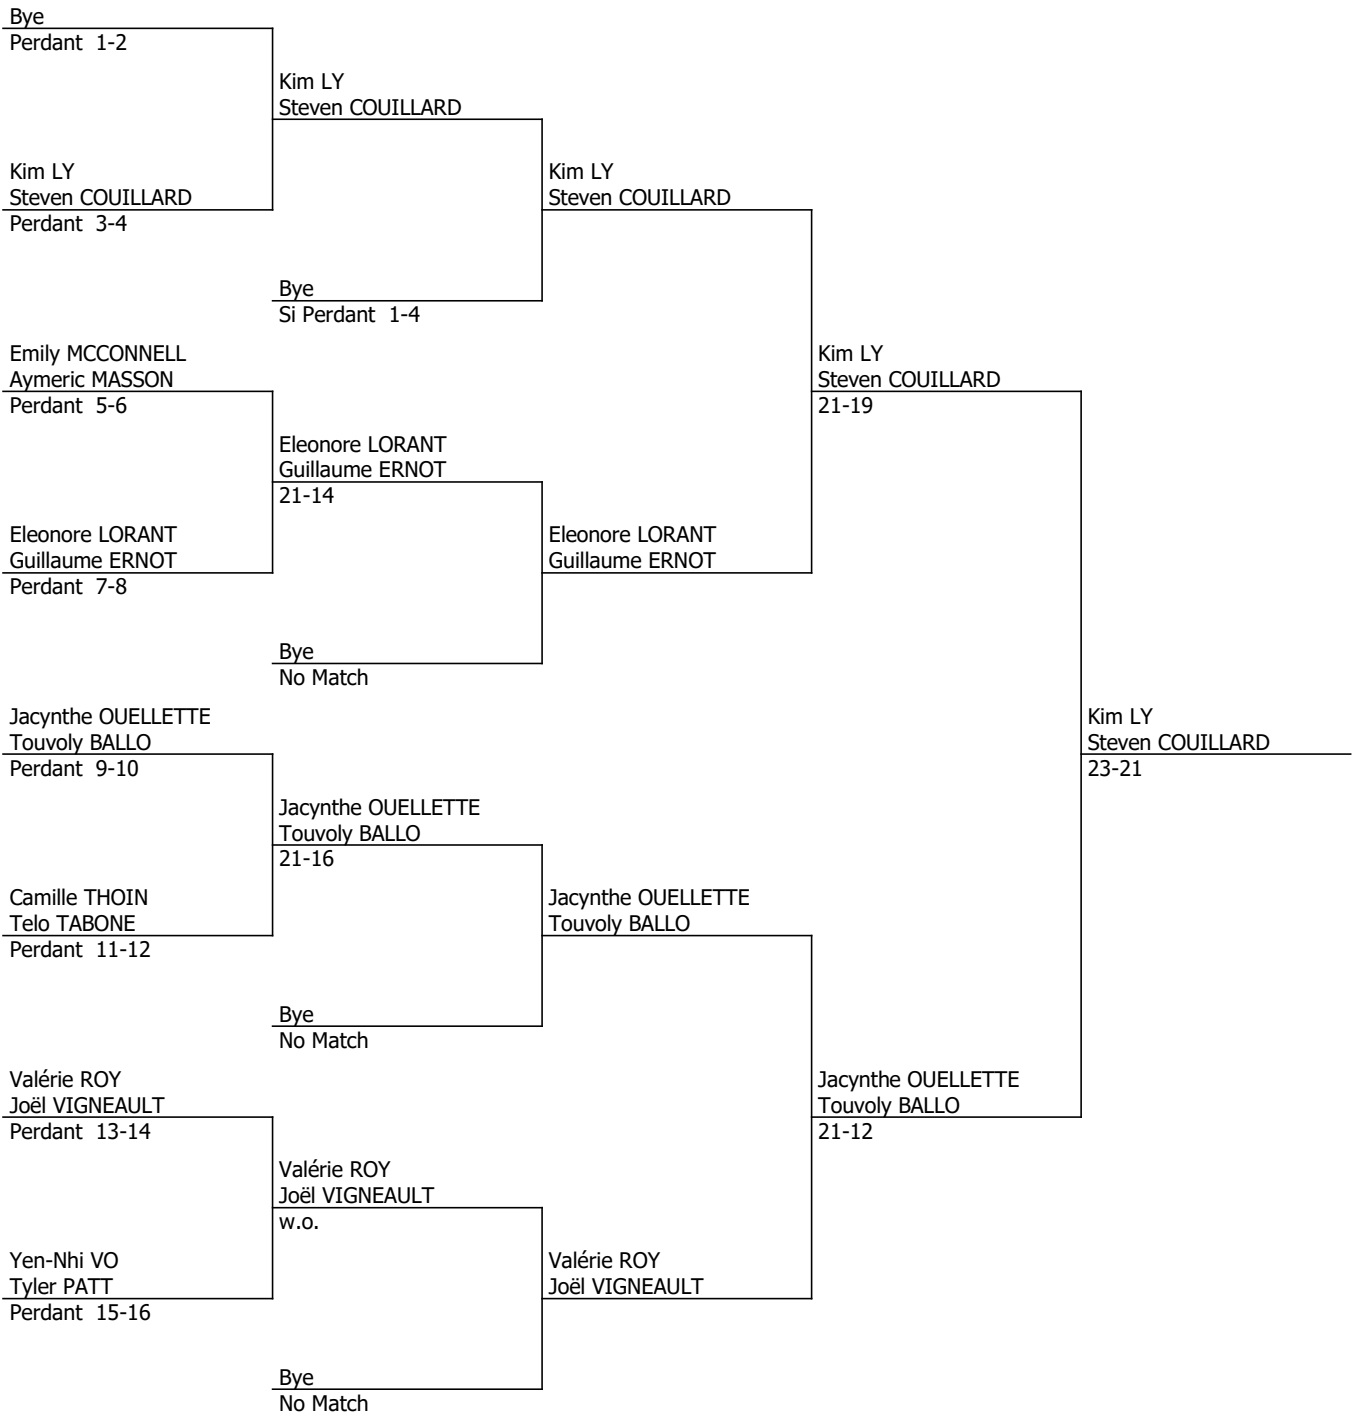 Bye
Perdant 1-2
Kim LY
Steven COUILLARD
Kim LY
Steven COUILLARD
Perdant 3-4
Kim LY
Steven COUILLARD
Bye
Si Perdant 1-4
Emily MCCONNELL
Aymeric MASSON
Perdant 5-6
Kim LY
Steven COUILLARD
21-19
Eleonore LORANT
Guillaume ERNOT
21-14
Eleonore LORANT
Guillaume ERNOT
Perdant 7-8
Eleonore LORANT
Guillaume ERNOT
Bye
No Match
Jacynthe OUELLETTE
Touvoly BALLO
Perdant 9-10
Kim LY
Steven COUILLARD
23-21
Jacynthe OUELLETTE
Touvoly BALLO
21-16
Camille THOIN
Telo TABONE
Perdant 11-12
Jacynthe OUELLETTE
Touvoly BALLO
Bye
No Match
Valérie ROY
Joël VIGNEAULT
Perdant 13-14
Jacynthe OUELLETTE
Touvoly BALLO
21-12
Valérie ROY
Joël VIGNEAULT
w.o.
Yen-Nhi VO
Tyler PATT
Perdant 15-16
Valérie ROY
Joël VIGNEAULT
Bye
No Match